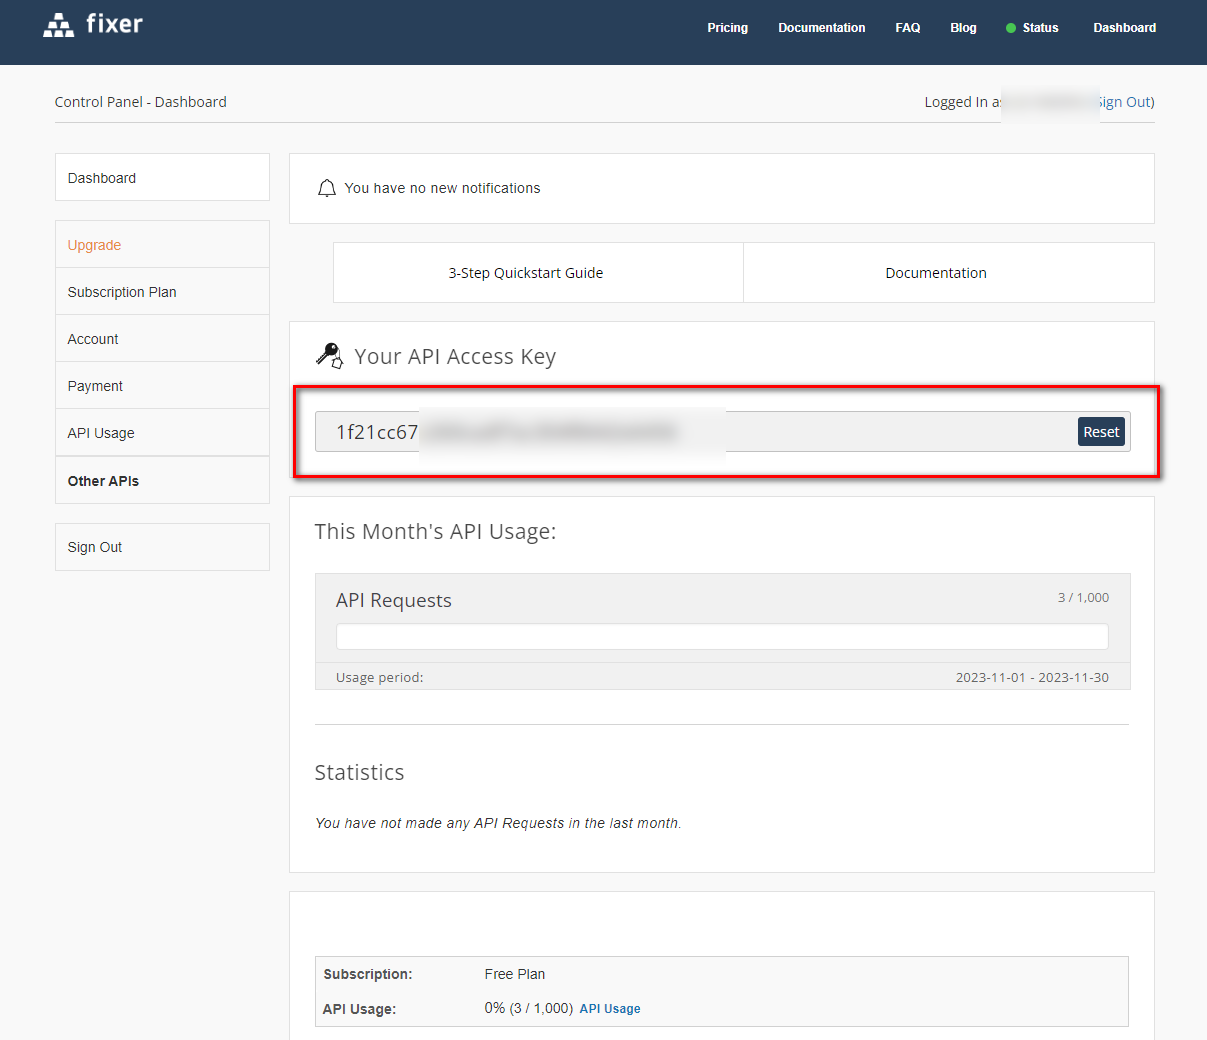 fixer
Pricing Documentation FAQ Blog Status Dashboard
Control Panel - Dashboard
Logged In as Sign Out)
Dashboard
Upgrade
Subscription Plan
Account
Payment
API Usage
Other APIs
Sign Out
You have no new notifications
3-Step Quickstart Guide Documentation
Your API Access Key
1f21cc67
Reset
This Month's API Usage:
API Requests 3 / 1,000
Usage period: 2023-11-01 - 2023-11-30
Statistics
You have not made any API Requests in the last month.
Subscription: Free Plan
API Usage: 0% (3 / 1,000) API Usage